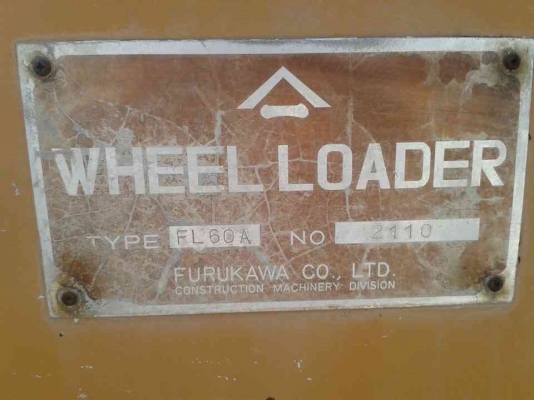 WHEEL LOADER
TYPE FL60A NO 2110
FURUKAWA CO., LTD.
CONSTRUCTION MACHINERY DIVISION